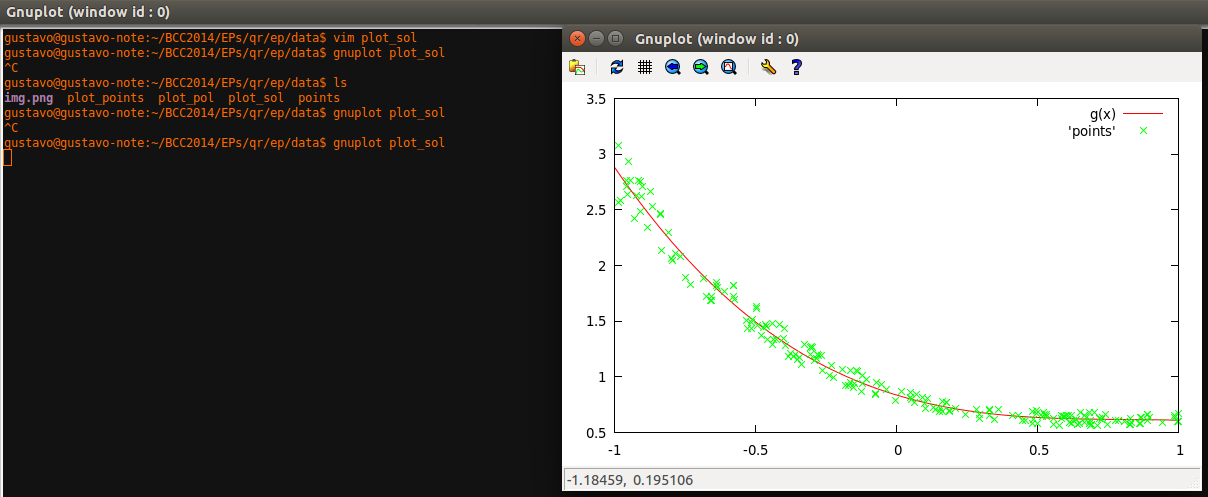 Gnuplot (window id : 0)
gustavo@gustavo-note:~/BCC2014/EPs/qr/ep/data$ vim plot_sol
gustavo@gustavo-note:~/BCC2014/EPs/qr/ep/data$ gnuplot plot_sol
^C
gustavo@gustavo-note:~/BCC2014/EPs/qr/ep/data$ ls
img.png  plot_points  plot_pol  plot_sol  points
gustavo@gustavo-note:~/BCC2014/EPs/qr/ep/data$ gnuplot plot_sol
^C
gustavo@gustavo-note:~/BCC2014/EPs/qr/ep/data$ gnuplot plot_sol
Gnuplot (window id : 0)
?
g(x)
'points'
3.5
3
2.5
2
1.5
1
0.5
-1 -0.5 0 0.5 1
-1.18459, 0.195106